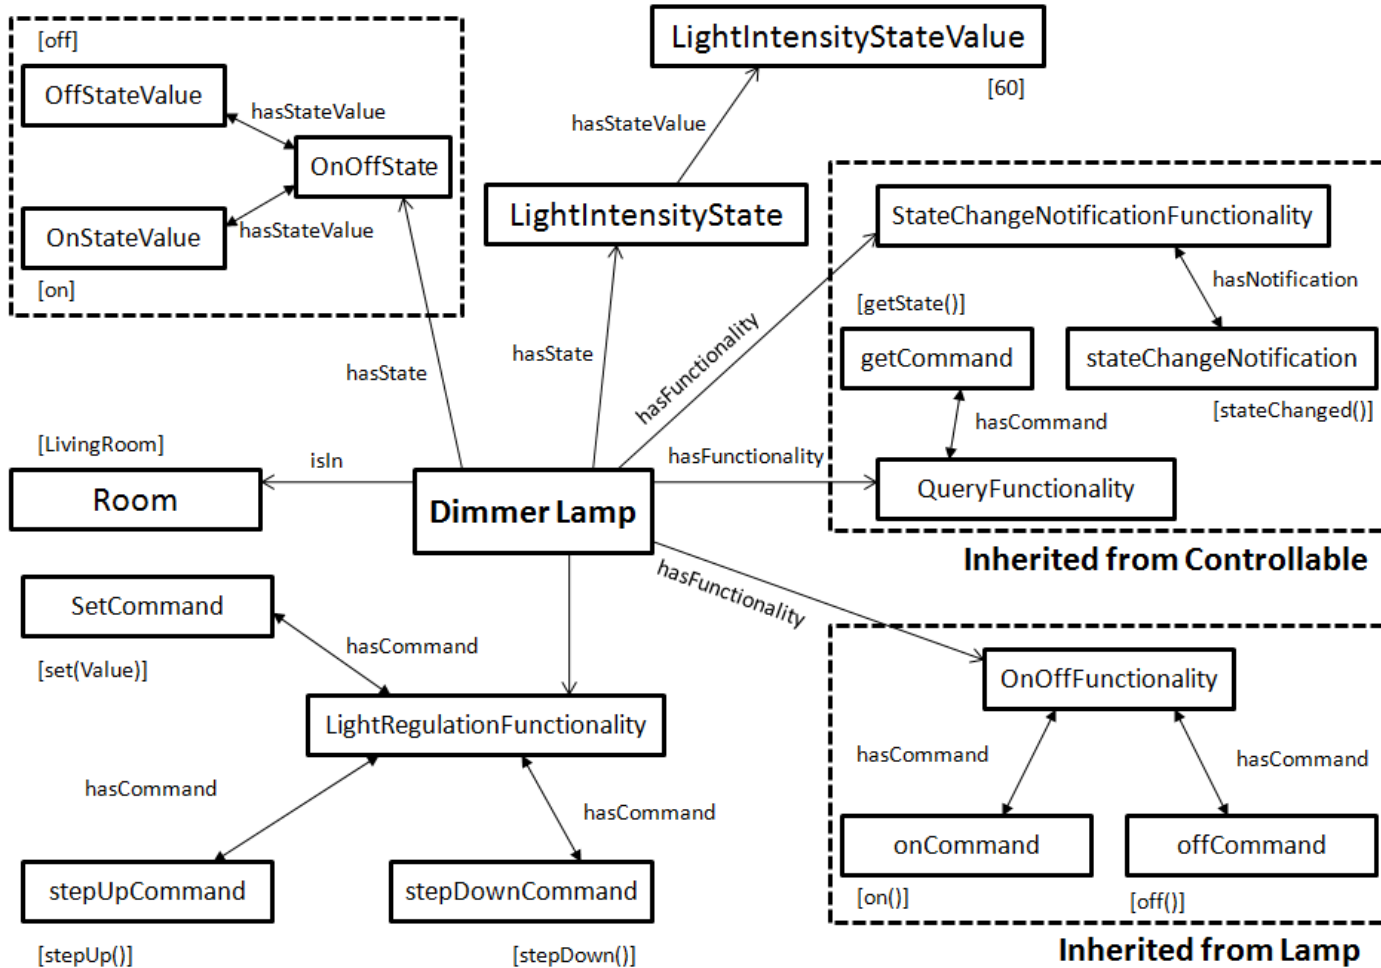 [off]
OffStateValue
hasStateValue
OnOffState
OnStateValue
hasStateValue
[on]
LightIntensityStateValue
[60]
hasStateValue
LightIntensityState
StateChangeNotificationFunctionality
hasNotification
[getState()]
getCommand
stateChangeNotification
[stateChanged()]
hasCommand
QueryFunctionality
Inherited from Controllable
hasState
hasState
hasFunctionality
hasFunctionality
[LivingRoom]
isIn
Room
Dimmer Lamp
hasFunctionality
SetCommand
[set(Value)]
hasCommand
LightRegulationFunctionality
hasCommand
hasCommand
stepUpCommand
stepDownCommand
[stepUp()]
[stepDown()]
OnOffFunctionality
hasCommand
hasCommand
onCommand
offCommand
[on()]
[off()]
Inherited from Lamp